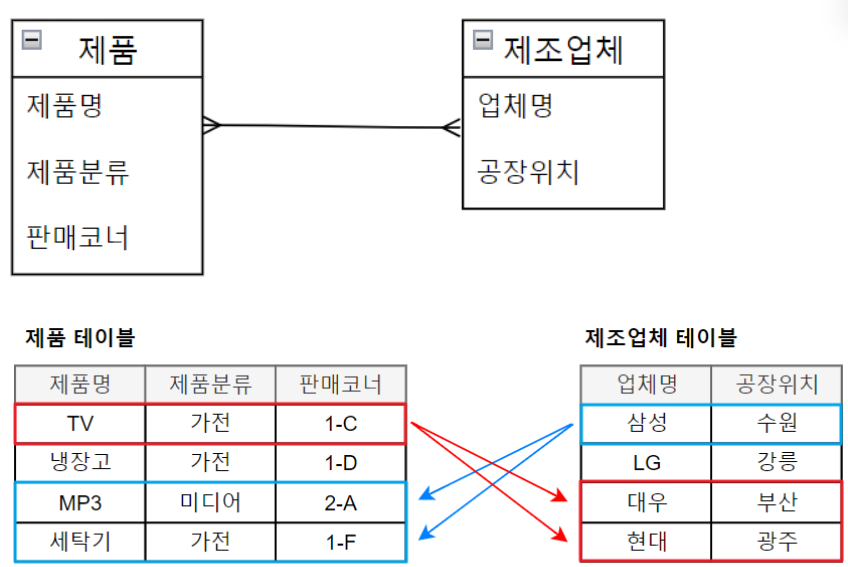 제품
제조업체
제품명
제품분류
판매코너
업체명
공장위치
제품 테이블
제조업체 테이블
제품명 제품분류 판매코너
TV 가전 1-C
냉장고 가전 1-D
MP3 미디어 2-A
세탁기 가전 1-F
업체명 공장위치
삼성 수원
LG 강릉
대우 부산
현대 광주